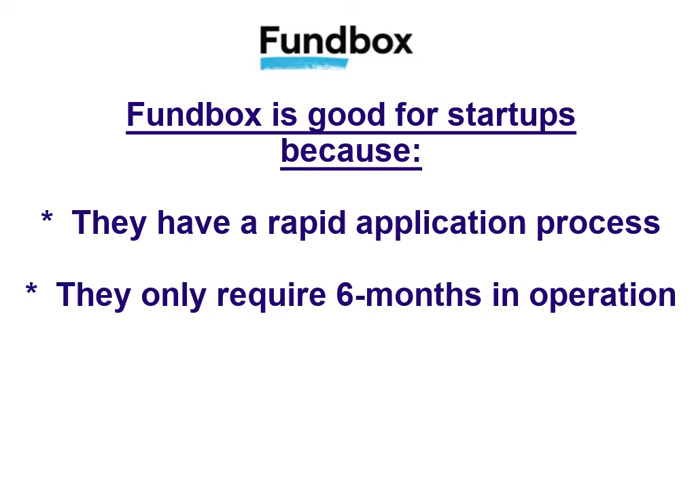 Fundbox
Fundbox is good for startups
because:
* They have a rapid application process
* They only require 6-months in operation